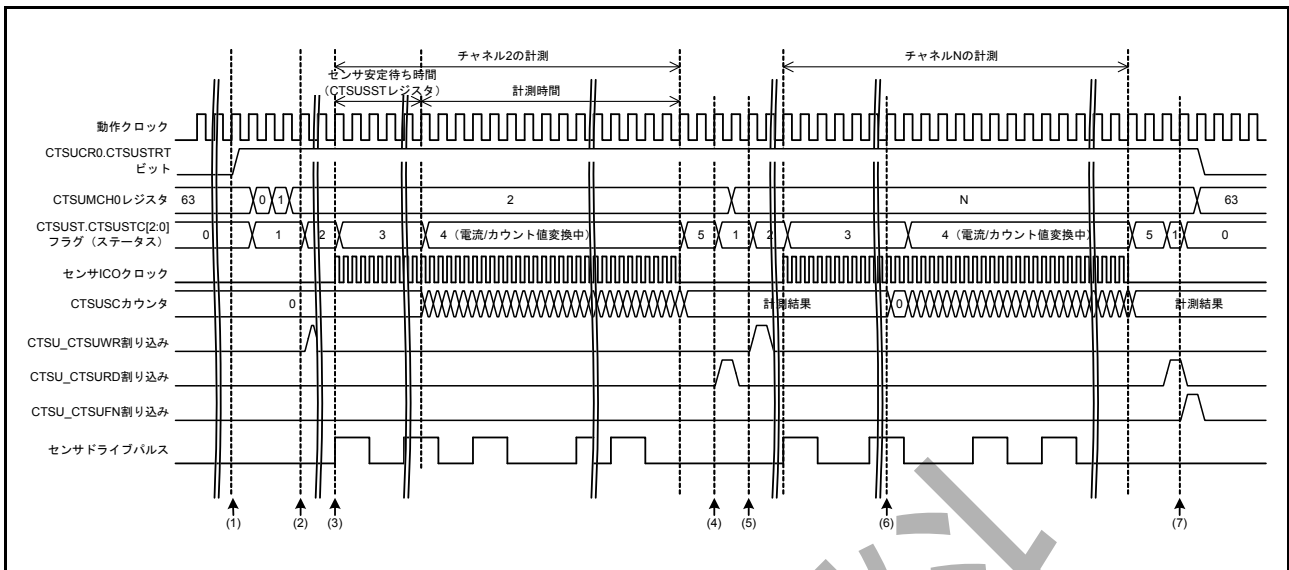 チャネル2の計測
チャネルNの計測
センサ安定待ち時間
(CTSUSSTレジスタ)
計測時間
動作クロック
CTSUCR0.CTSUSTRT
ビット
CTSUMCH0レジスタ 63 0 1 2 N 63
CTSUST.CTSUSTC[2:0]
フラグ(ステータス) 0 1 2 3 4(電流/カウント値変換中) 5 1 2 3 4(電流/カウント値変換中) 5 1 0
センサICOクロック
CTSUSCカウンタ 0 計測結果 0 計測結果
CTSU_CTSUWR割り込み
CTSU_CTSURD割り込み
CTSU_CTSUFN割り込み
センサドライブパルス
(1) (2) (3) (4) (5) (6) (7)